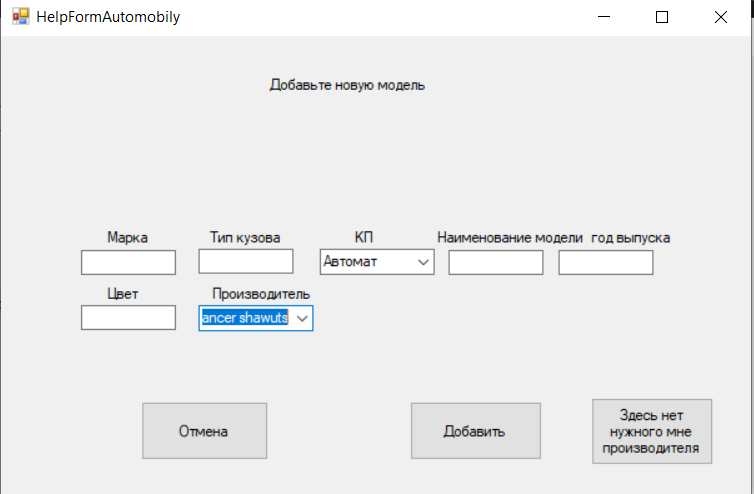 HelpFormAutomobily
Добавьте новую модель
Марка Тип кузова КП Наименование модели год выпуска
Автомат
Цвет Производитель
ancer shawuts
Отмена Добавить Здесь нет
нужного мне
производителя